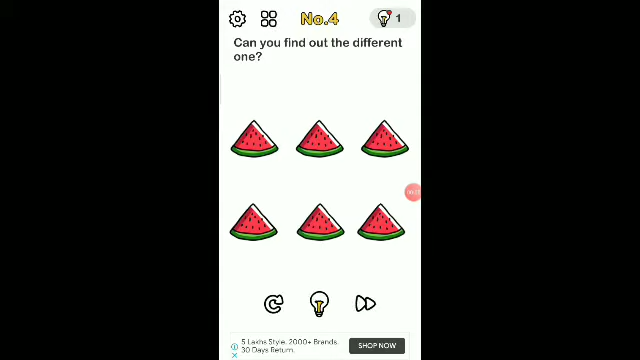 No.4
1
Can you find out the different
one?
5 Lakhs Style. 2000+ Brands.
30 Days Return.
SHOP NOW